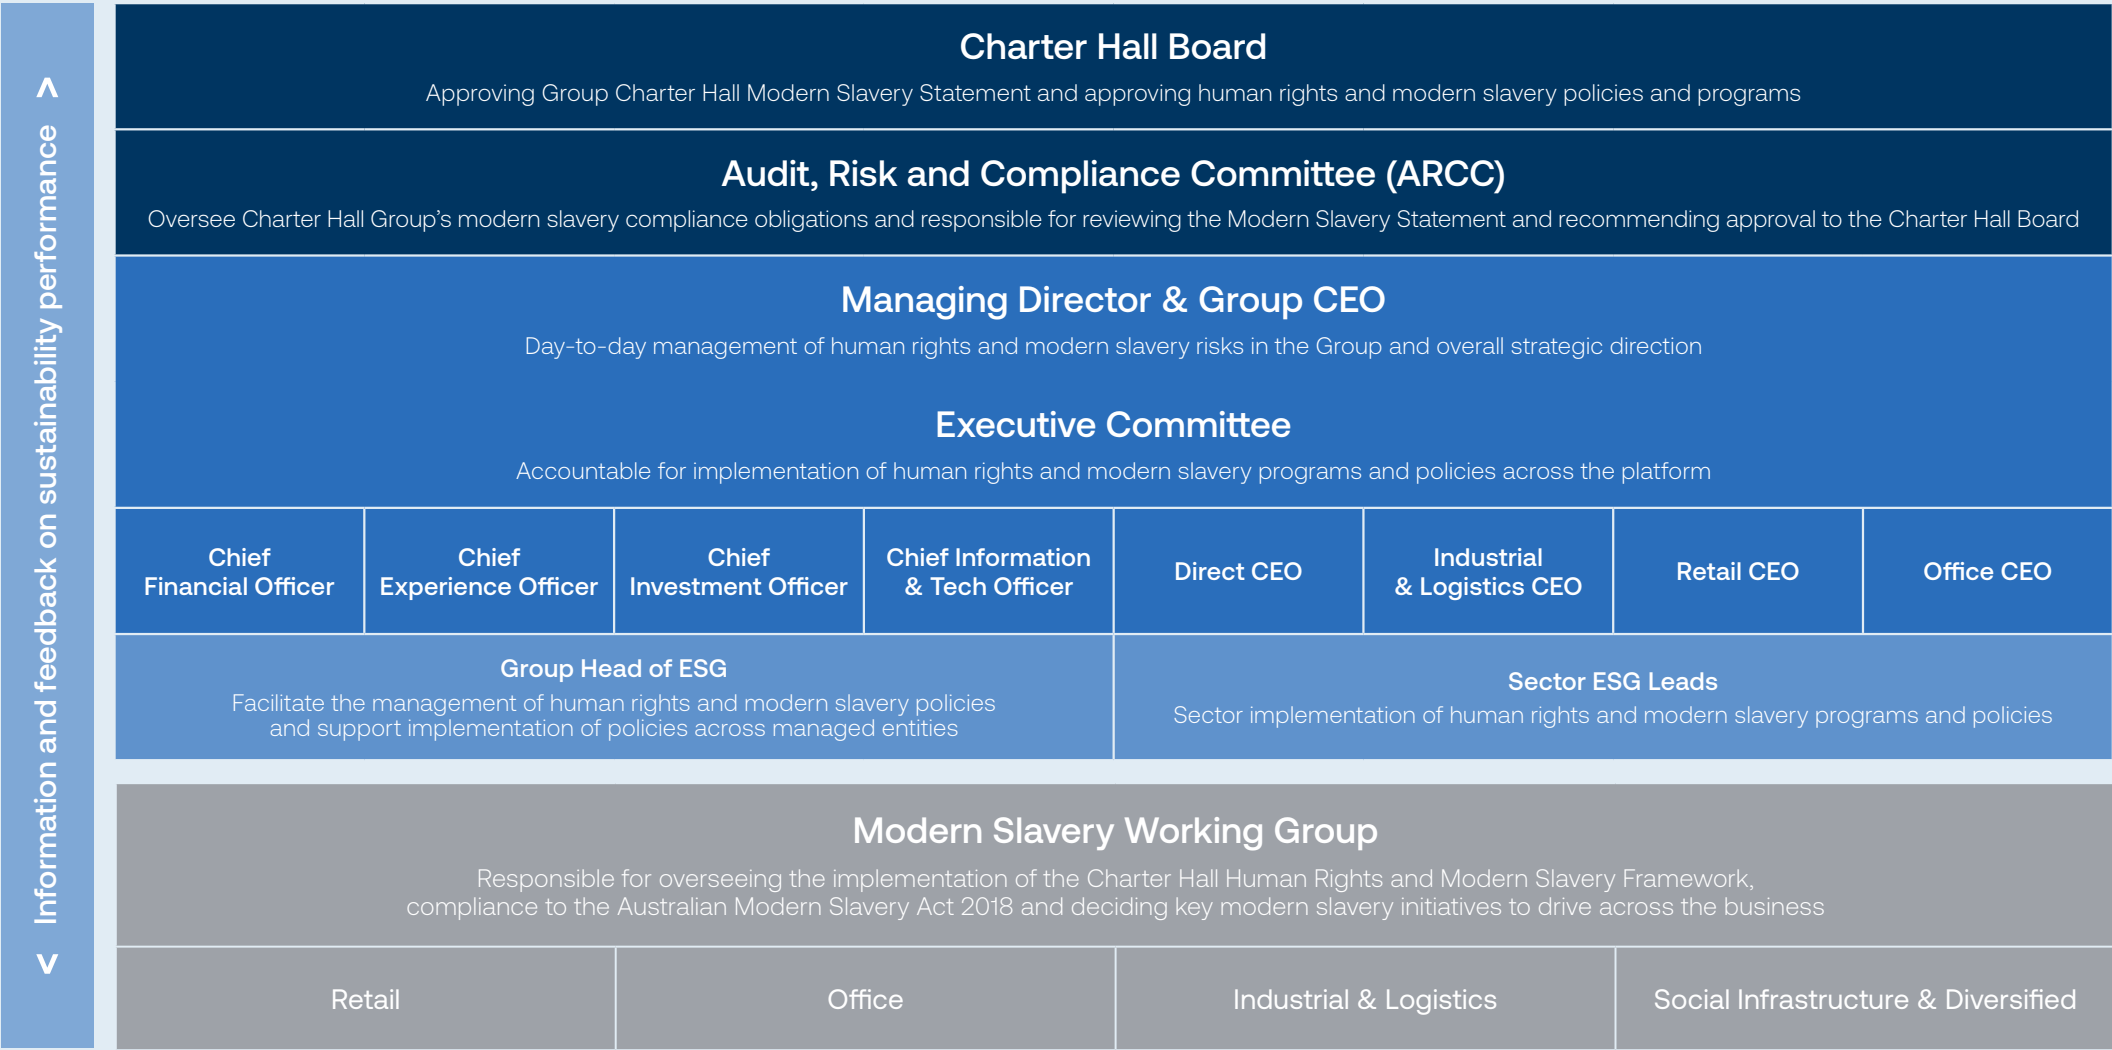 < Information and feedback on sustainability performance >
Charter Hall Board
Approving Group Charter Hall Modern Slavery Statement and approving human rights and modern slavery policies and programs
Audit, Risk and Compliance Committee (ARCC)
Oversee Charter Hall Group’s modern slavery compliance obligations and responsible for reviewing the Modern Slavery Statement and recommending approval to the Charter Hall Board
Managing Director & Group CEO
Day-to-day management of human rights and modern slavery risks in the Group and overall strategic direction
Executive Committee
Accountable for implementation of human rights and modern slavery programs and policies across the platform
Chief
Financial Officer
Chief
Experience Officer
Chief
Investment Officer
Chief Information
& Tech Officer
Direct CEO
Industrial
& Logistics CEO
Retail CEO
Office CEO
Group Head of ESG
Facilitate the management of human rights and modern slavery policies
and support implementation of policies across managed entities
Sector ESG Leads
Sector implementation of human rights and modern slavery programs and policies
Modern Slavery Working Group
Responsible for overseeing the implementation of the Charter Hall Human Rights and Modern Slavery Framework,
compliance to the Australian Modern Slavery Act 2018 and deciding key modern slavery initiatives to drive across the business
Retail
Office
Industrial & Logistics
Social Infrastructure & Diversified